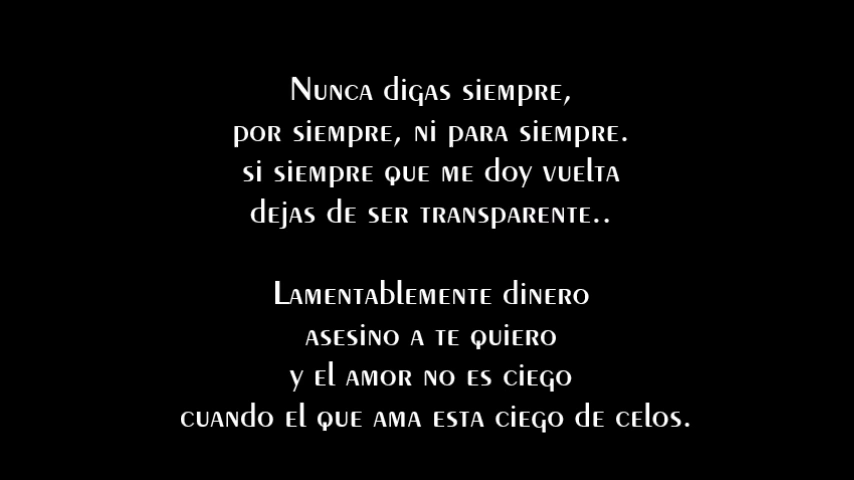 Nunca digas siempre,
por siempre, ni para siempre.
si siempre que me doy vuelta
dejas de ser transparente..
Lamentablemente dinero
asesino a te quiero
y el amor no es ciego
cuando el que ama esta ciego de celos.